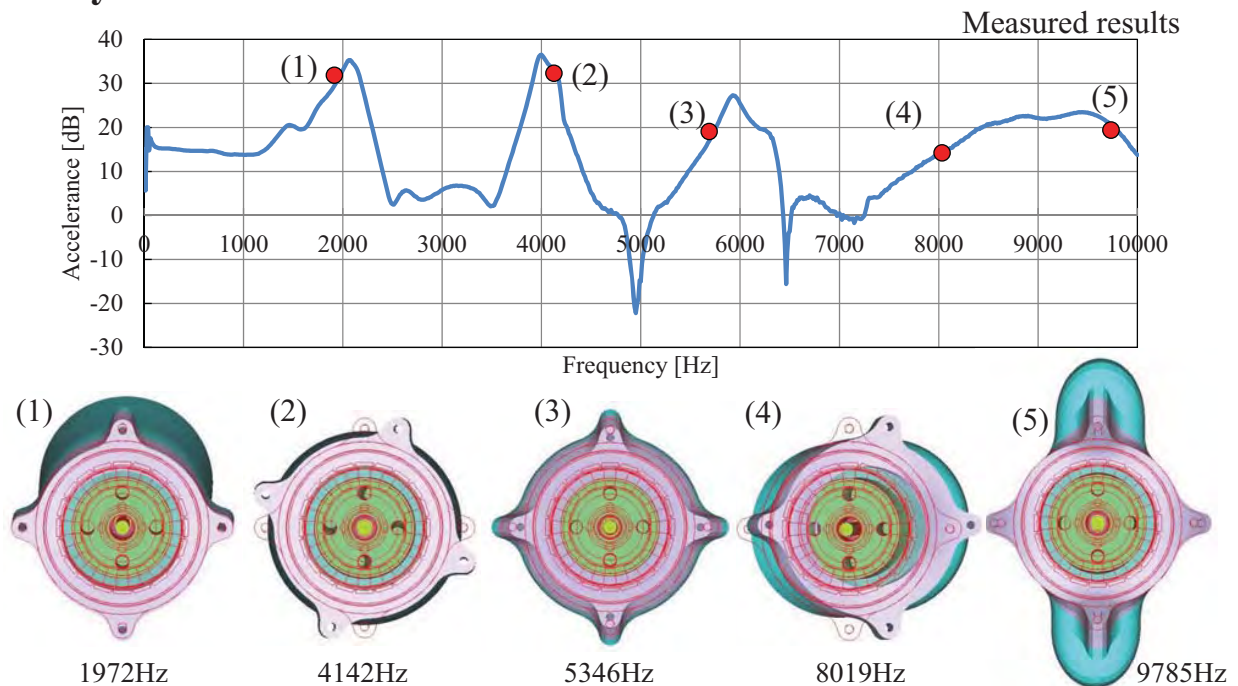 y
Measured results
40
30
20
10
0
-10
-20
-30
Accelerance [dB]
(1)
(2)
(3)
(4)
(5)
0 1000 2000 3000 4000 5000 6000 7000 8000 9000 10000
Frequency [Hz]
(1) (2) (3) (4) (5)
1972Hz 4142Hz 5346Hz 8019Hz 9785Hz